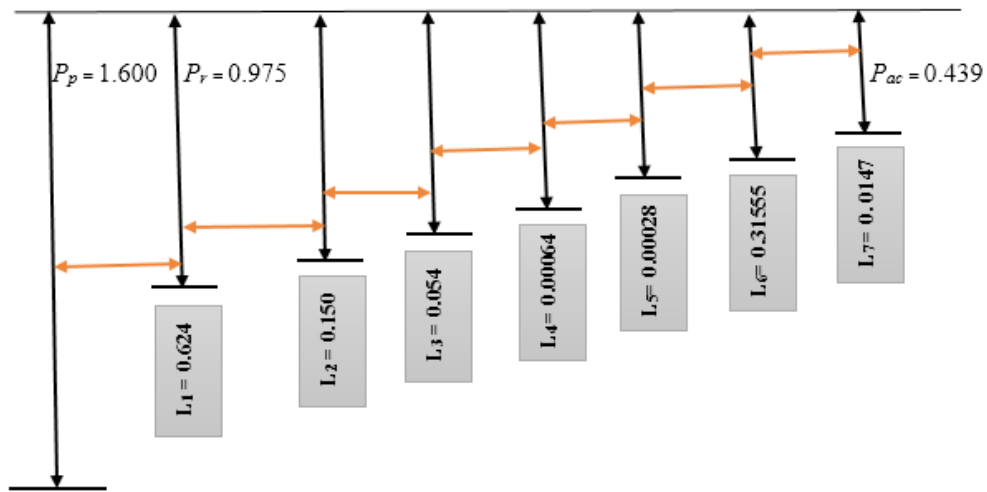 Pp = 1.600
Pr = 0.975
Pac = 0.439
L1 = 0.624
L2 = 0.150
L3 = 0.054
L4 = 0.00064
L5= 0.00028
L6= 0.31555
L7= 0.0147